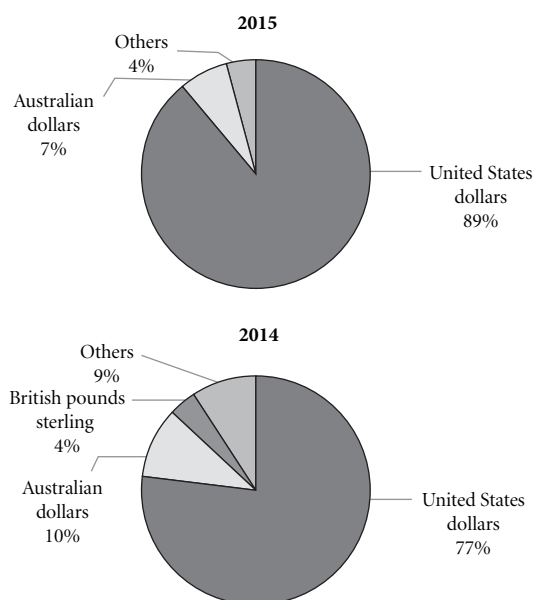 2015
Others
4%
Australian
dollars
7%
United States
dollars
89%
2014
Others
9%
British pounds
sterling
4%
Australian
dollars
10%
United States
dollars
77%